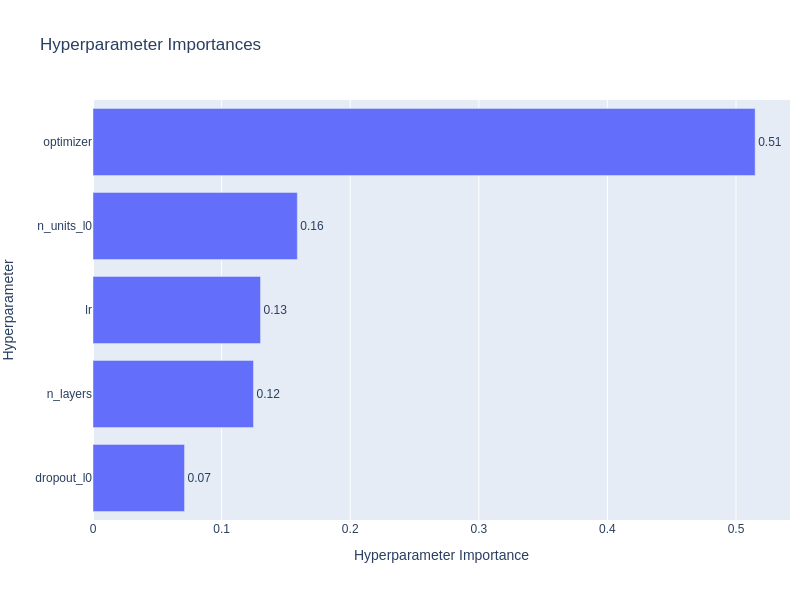 Hyperparameter Importances
Hyperparameter
optimizer
0.51
n_units_l0
0.16
lr
0.13
n_layers
0.12
dropout_l0
0.07
0
0.1
0.2
0.3
0.4
0.5
Hyperparameter Importance